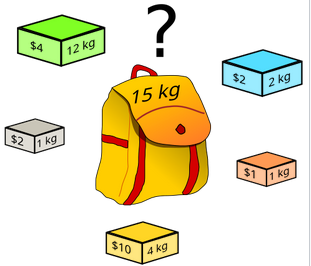 ?
$4 12 kg
$2 2 kg
15 kg
$2 1 kg
$1 1 kg
$10 4 kg